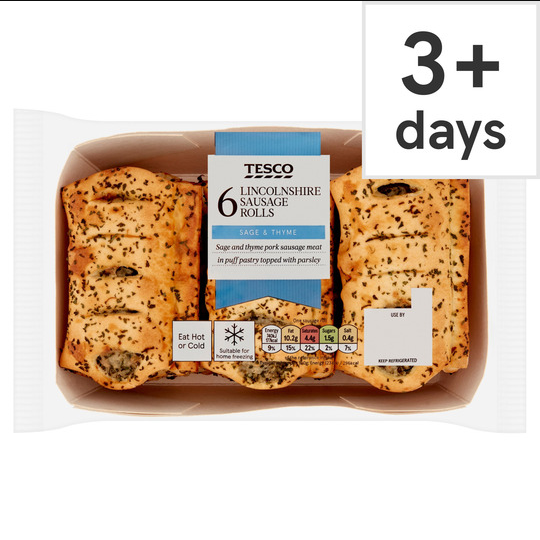 3+
days
TESCO
6 LINCOLNSHIRE
SAUSAGE
ROLLS
SAGE & THYME
Sage and thyme pork sausage meat
in puff pastry topped with parsley
Eat Hot
or Cold
Suitable for
home freezing
Energy Fat Saturates Sugars Salt
10.2g 4.4g 1.5g 0.4g
9% 15% 22% 2% 7%
USE BY
KEEP REFRIGERATED